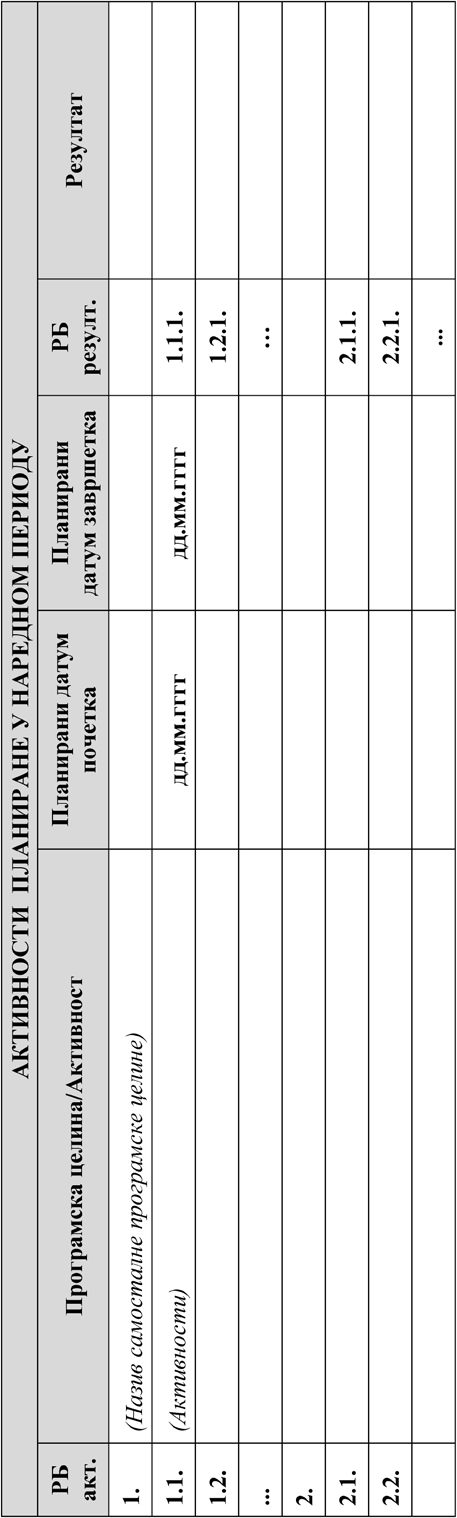 АКТИВНОСТИ ПЛАНИРАНЕ У НАРЕДНОМ ПЕРИОДУ
РБ акт. Програмска целина/Активност Планирани датум почетка Планирани датум завршетка РБ резулт. Резултат
1. (Назив самосталне програмске целине)
1.1. (Активности) дд.мм.гггг дд.мм.гггг 1.1.1.
1.2. 1.2.1.
... ...
2.
2.1. 2.1.1.
2.2. 2.2.1.
...